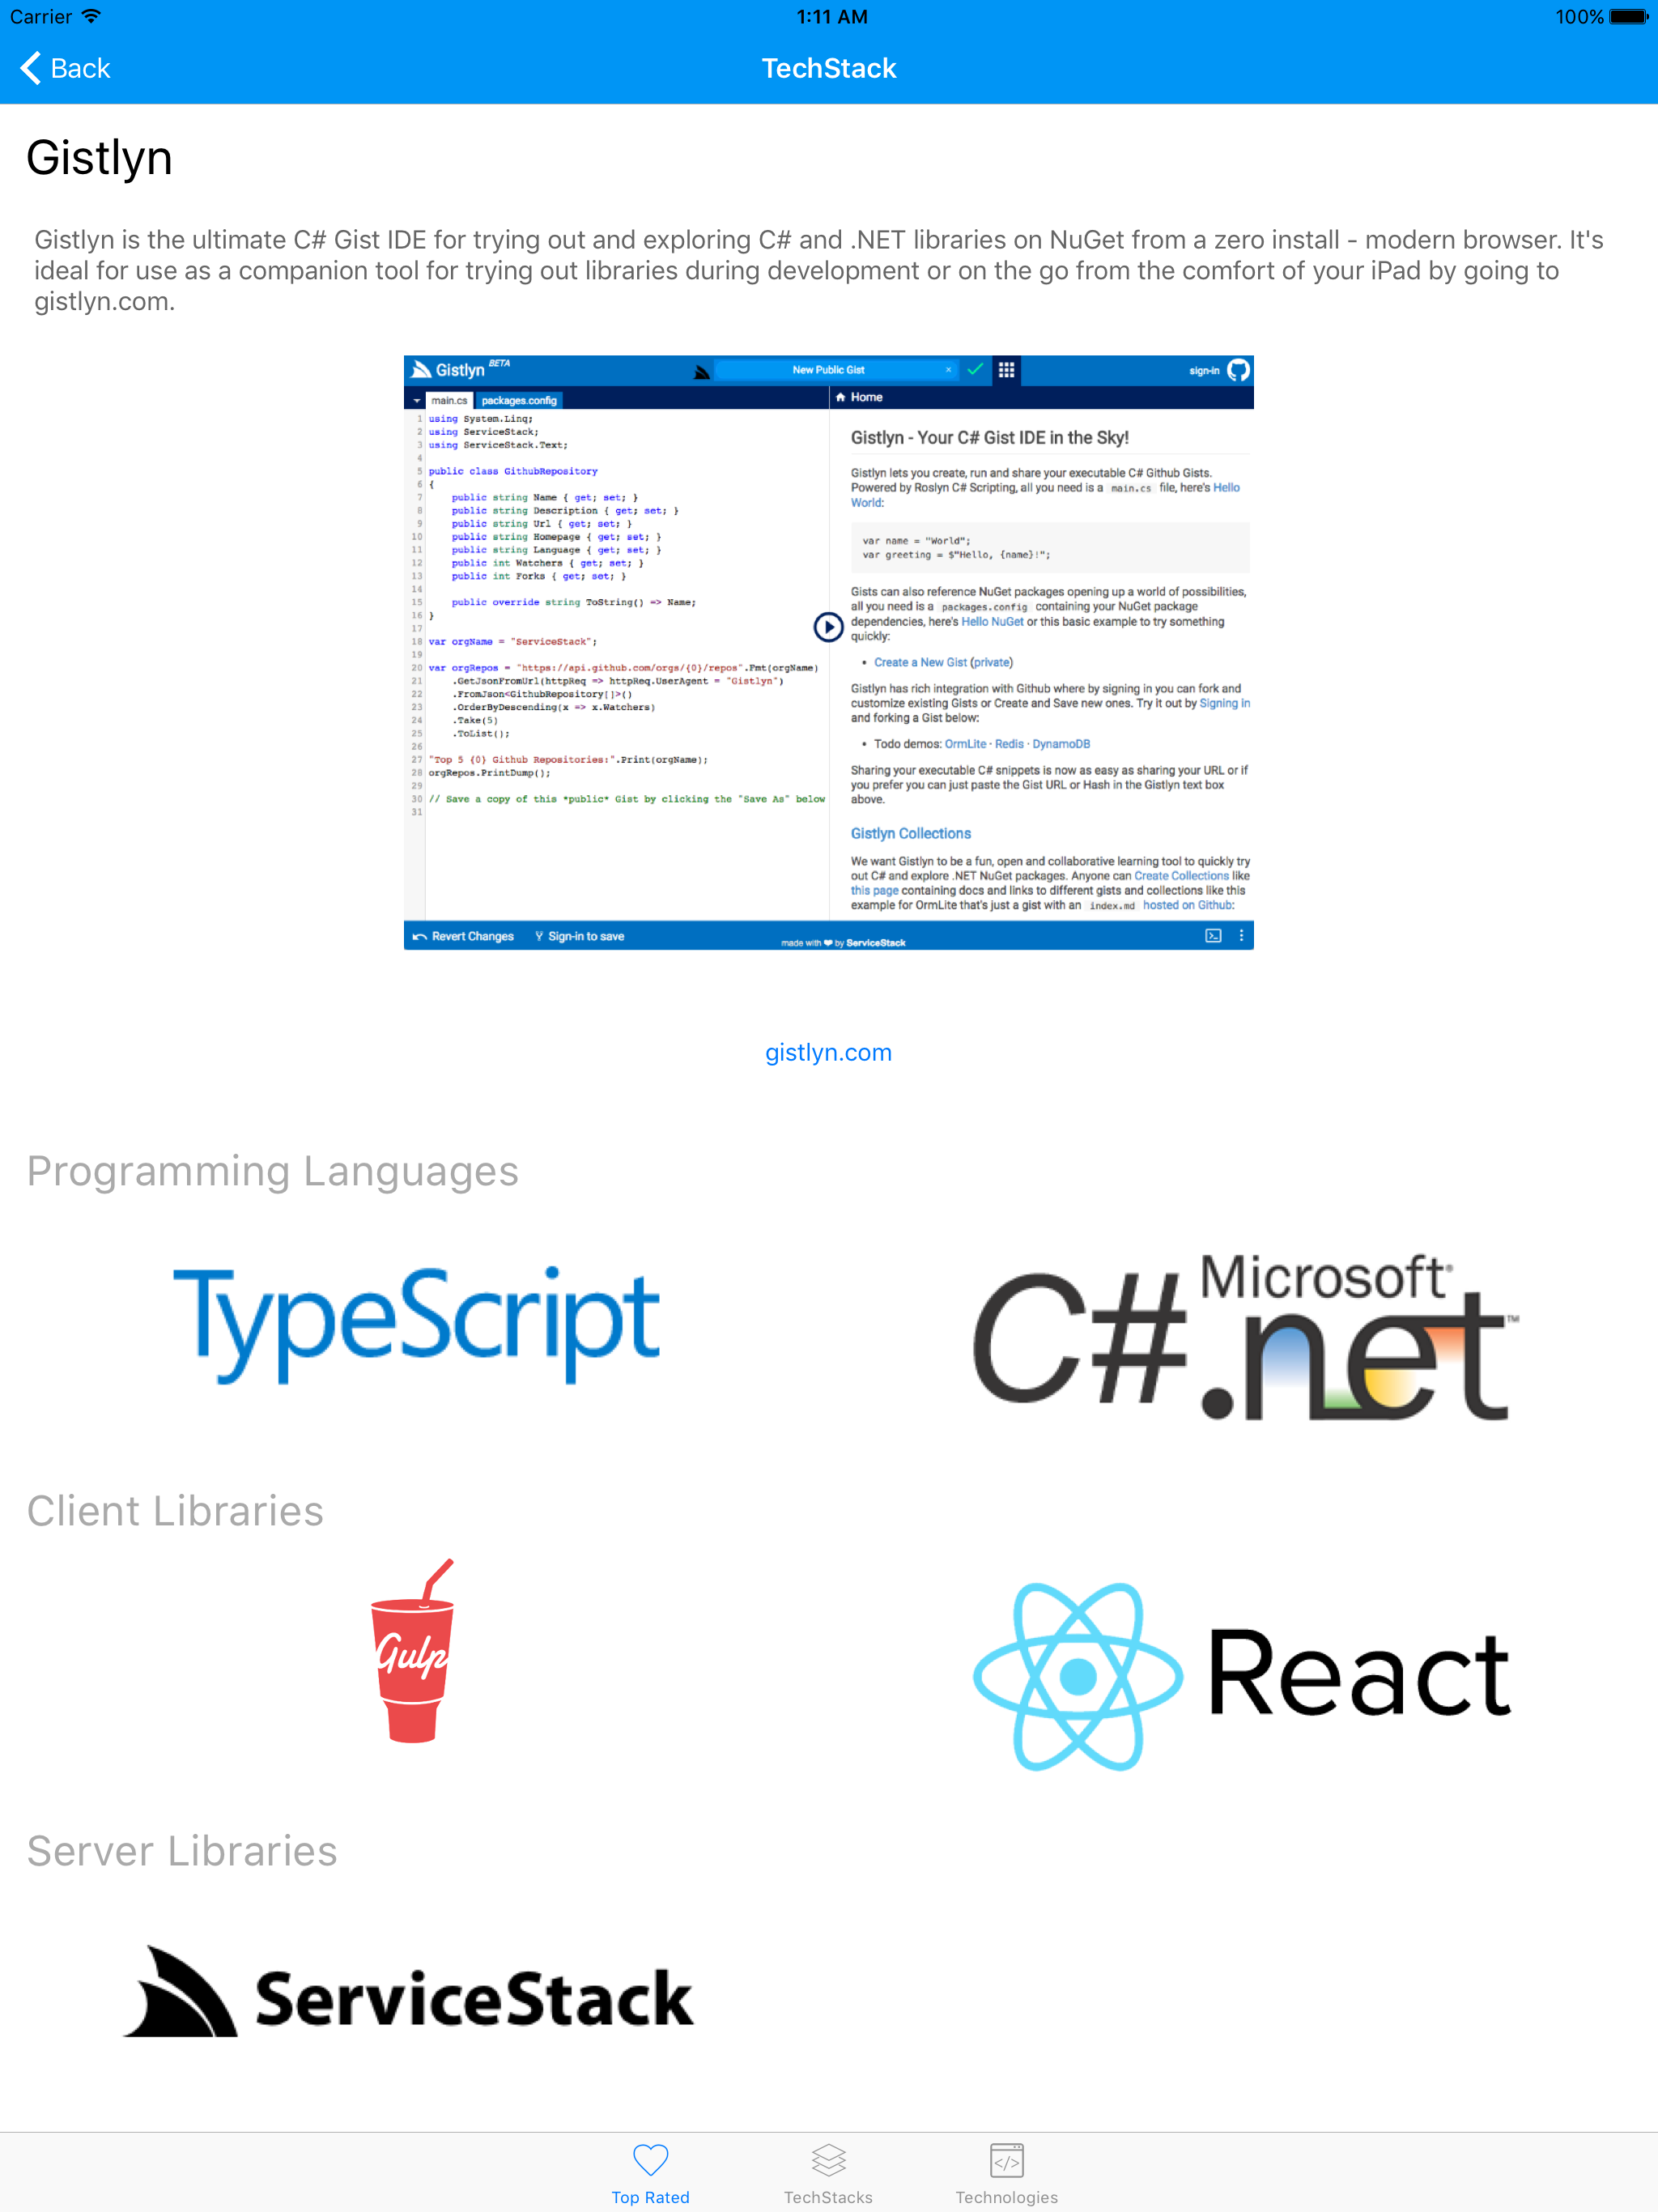 Carrier 1:11 AM 100%
Back TechStack
Gistlyn
Gistlyn is the ultimate C# Gist IDE for trying out and exploring C# and .NET libraries on NuGet from a zero install - modern browser. It's
ideal for use as a companion tool for trying out libraries during development or on the go from the comfort of your iPad by going to
gistlyn.com.
Gistlyn BETA
New Public Gist ×
sign-in
main.cs packages.config
1 using System.Linq;
2 using ServiceStack;
3 using ServiceStack.Text;
4
5 public class GithubRepository
6 {
7 public string Name { get; set; }
8 public string Description { get; set; }
9 public string Url { get; set; }
10 public string Homepage { get; set; }
11 public string Language { get; set; }
12 public int Watchers { get; set; }
13 public int Forks { get; set; }
14
15 public override string ToString() => Name;
16 }
17
18 var orgName = "ServiceStack";
19
20 var orgRepos = "https://api.github.com/orgs/{0}/repos".Fmt(orgName)
21 .GetJsonFromUrl(httpReq => httpReq.UserAgent = "Gistlyn")
22 .FromJson<GithubRepository[]>()
23 .OrderByDescending(x => x.Watchers)
24 .Take(5)
25 .ToList();
26
27 "Top 5 {0} Github Repositories:".Print(orgName);
28 orgRepos.PrintDump();
29
30 // Save a copy of this *public* Gist by clicking the "Save As" below
31
Home
Gistlyn - Your C# Gist IDE in the Sky!
Gistlyn lets you create, run and share your executable C# Github Gists.
Powered by Roslyn C# Scripting, all you need is a main.cs file, here's Hello
World:
var name = "World";
var greeting = $"Hello, {name}!";
Gists can also reference NuGet packages opening up a world of possibilities,
all you need is a packages.config containing your NuGet package
dependencies, here's Hello NuGet or this basic example to try something
quickly:
• Create a New Gist (private)
Gistlyn has rich integration with Github where by signing in you can fork and
customize existing Gists or Create and Save new ones. Try it out by Signing in
and forking a Gist below:
• Todo demos: OrmLite · Redis · DynamoDB
Sharing your executable C# snippets is now as easy as sharing your URL or if
you prefer you can just paste the Gist URL or Hash in the Gistlyn text box
above.
Gistlyn Collections
We want Gistlyn to be a fun, open and collaborative learning tool to quickly try
out C# and explore .NET NuGet packages. Anyone can Create Collections like
this page containing docs and links to different gists and collections like this
example for OrmLite that's just a gist with an index.md hosted on Github:
Revert Changes Sign-in to save made with ❤ by ServiceStack
gistlyn.com
Programming Languages
TypeScript
C# Microsoft® .net™
Client Libraries
Gulp
React
Server Libraries
ServiceStack
Top Rated TechStacks Technologies